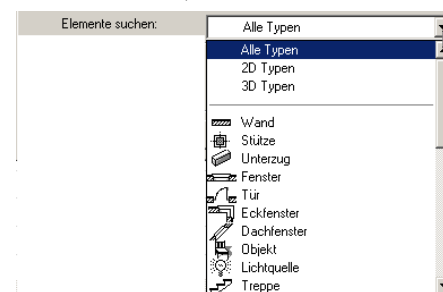 Elemente suchen: Alle Typen
Alle Typen
2D Typen
3D Typen
Wand
Stütze
Unterzug
Fenster
Tür
Eckfenster
Dachfenster
Objekt
Lichtquelle
Treppe